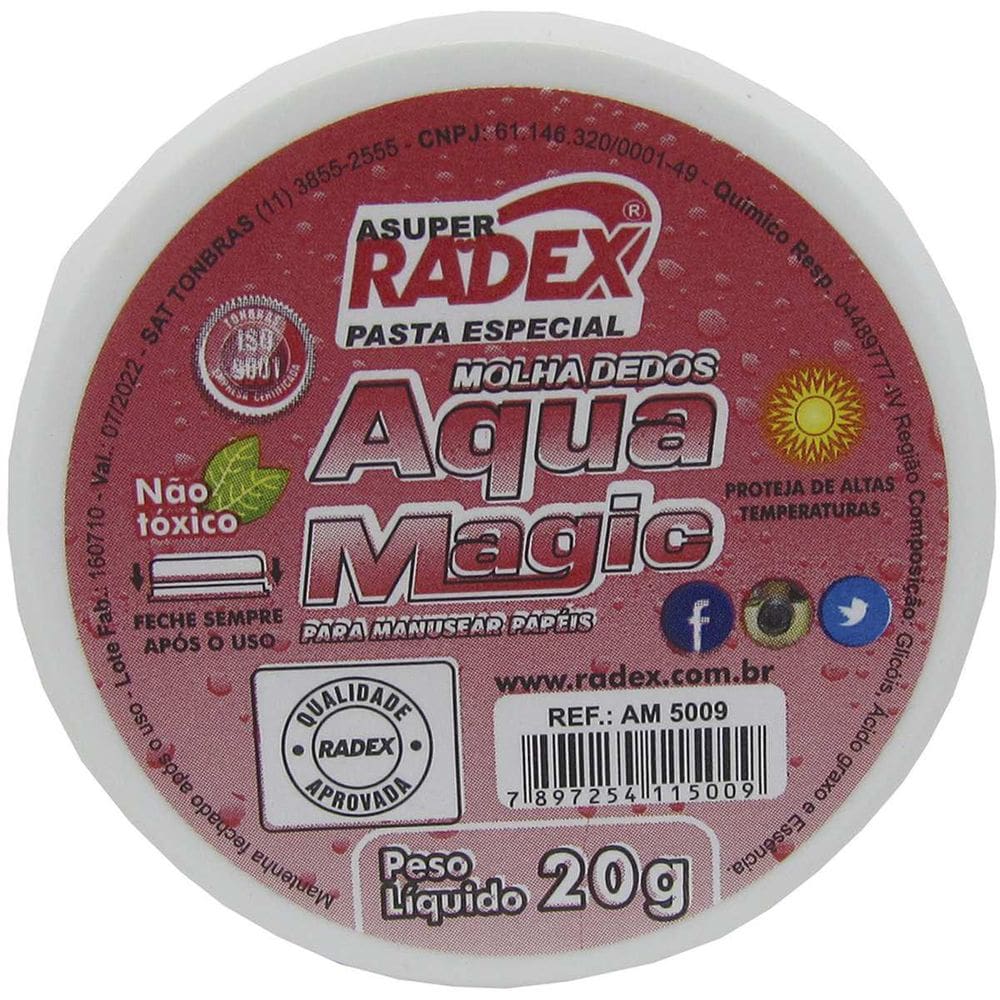 Mantenha fechado após o uso - Lote Fab.: 160710 - Val.: 07/2022 - SAT TONBRAS (11) 3855-2555 - CNPJ: 61.146.320/0001-49 - Químico Resp. 04489777-IV Região Composição: Glicóis, Ácido graxo e Essência.
ASUPER
RADEX®
PASTA ESPECIAL
TONBRAS
ISO
9001
EMPRESA CERTIFICADA
MOLHA DEDOS
Aqua
Magic
PARA MANUSEAR PAPÉIS
Não
tóxico
FECHE SEMPRE
APÓS O USO
PROTEJA DE ALTAS
TEMPERATURAS
f
www.radex.com.br
QUALIDADE
RADEX
APROVADA
REF.: AM 5009
7 897254 115009
Peso
Líquido 20g